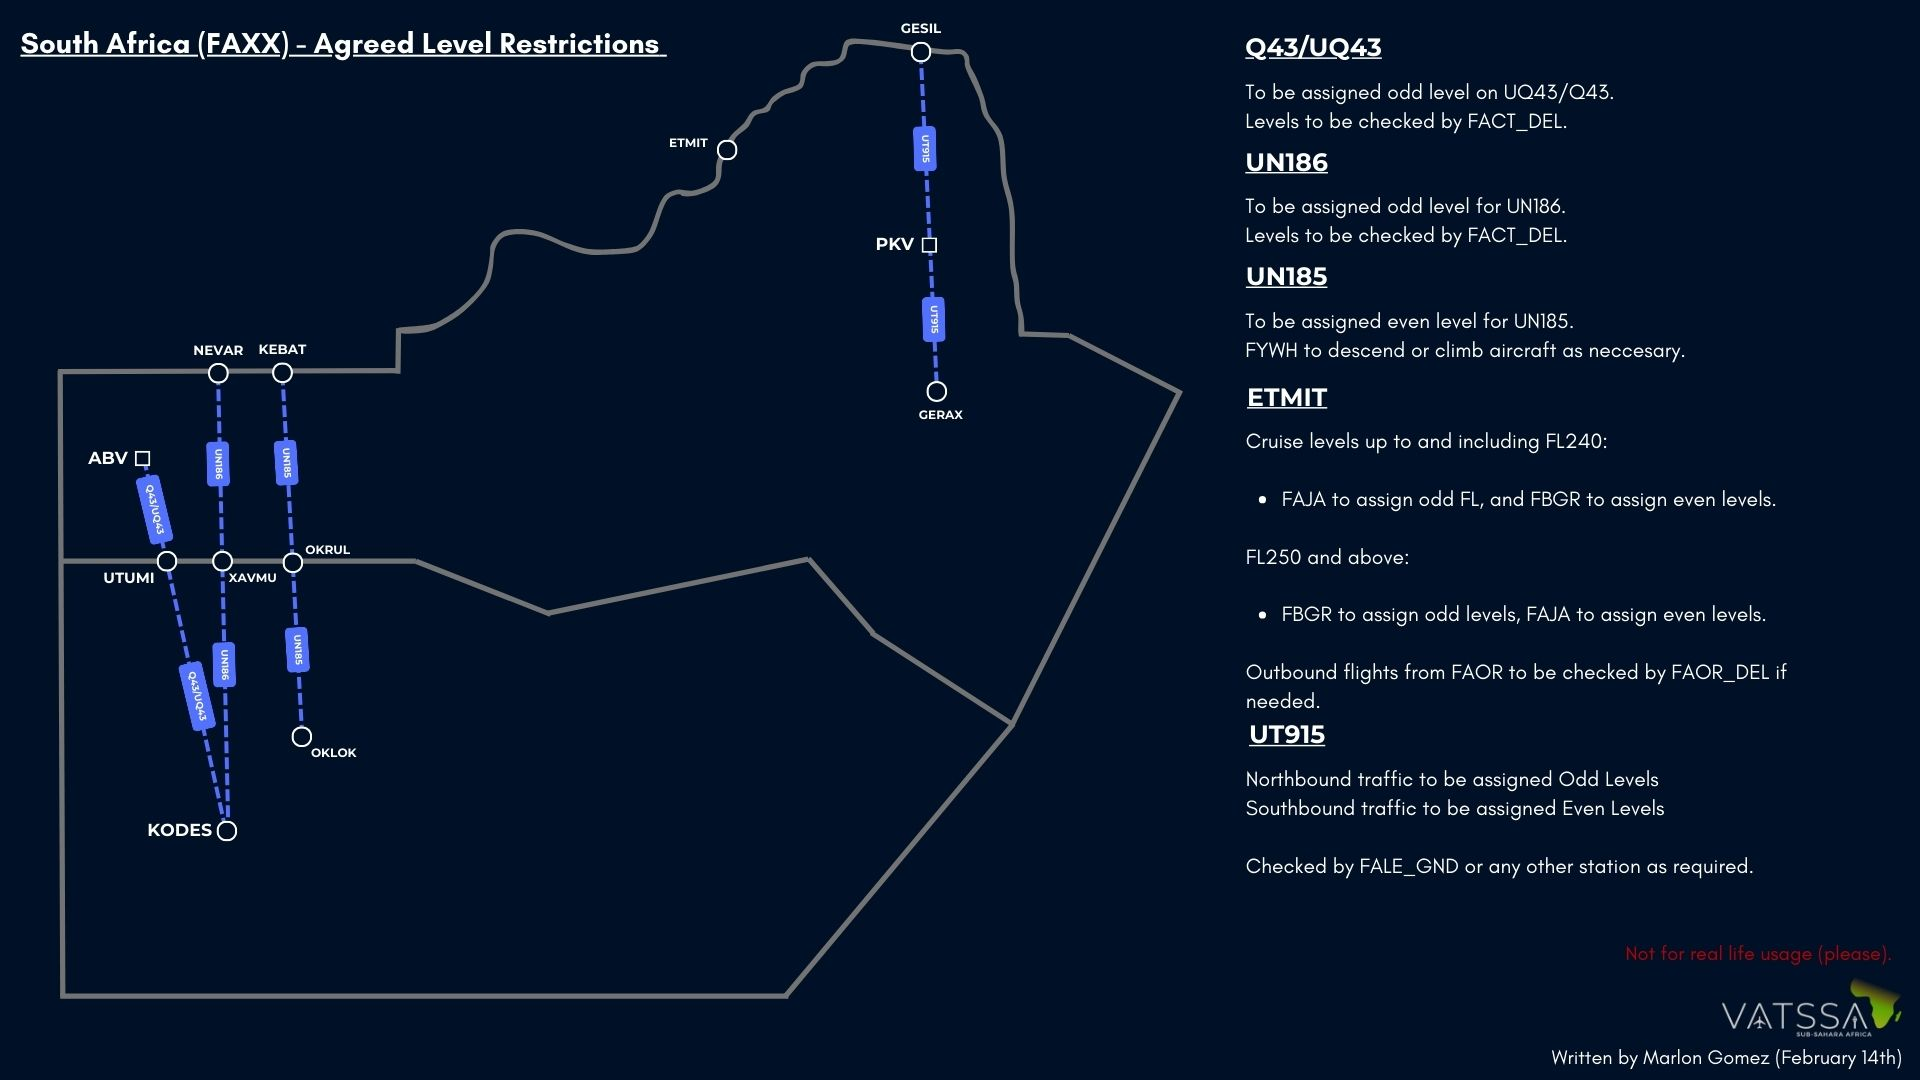 South Africa (FAXX) - Agreed Level Restrictions
GESIL
ETMIT
UT915
PKV
UT915
GERAX
NEVAR
KEBAT
ABV
UN186
UN185
Q43/UQ43
OKRUL
UTUMI
XAVMU
UN185
UN186
Q43/UQ43
OKLOK
KODES
Q43/UQ43
To be assigned odd level on UQ43/Q43.
Levels to be checked by FACT_DEL.
UN186
To be assigned odd level for UN186.
Levels to be checked by FACT_DEL.
UN185
To be assigned even level for UN185.
FYWH to descend or climb aircraft as neccesary.
ETMIT
Cruise levels up to and including FL240:
• FAJA to assign odd FL, and FBGR to assign even levels.
FL250 and above:
• FBGR to assign odd levels, FAJA to assign even levels.
Outbound flights from FAOR to be checked by FAOR_DEL if
needed.
UT915
Northbound traffic to be assigned Odd Levels
Southbound traffic to be assigned Even Levels
Checked by FALE_GND or any other station as required.
Not for real life usage (please).
VATSSA
SUB-SAHARA AFRICA
Written by Marlon Gomez (February 14th)